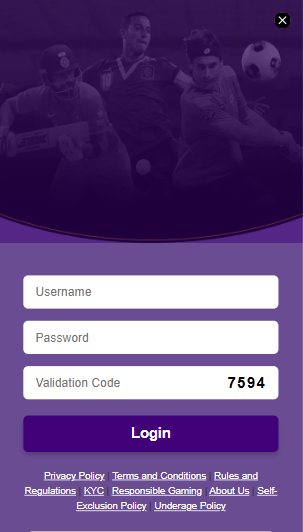 Username
Password
Validation Code 7594
Login
Privacy Policy | Terms and Conditions | Rules and
Regulations | KYC | Responsible Gaming | About Us | Self-
Exclusion Policy | Underage Policy